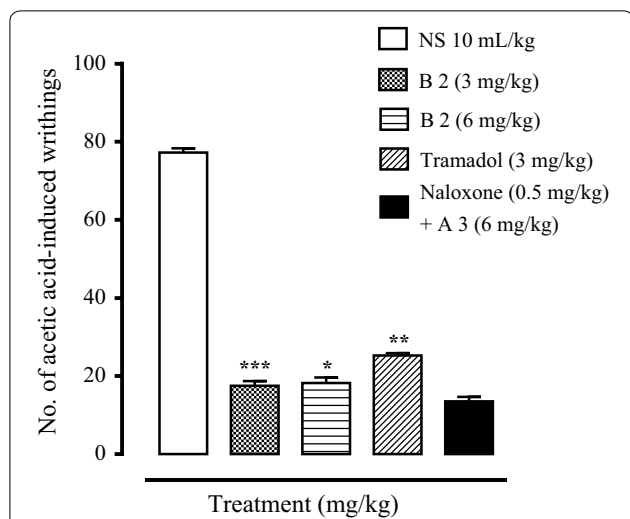 NS 10 mL/kg
B 2 (3 mg/kg)
B 2 (6 mg/kg)
Tramadol (3 mg/kg)
Naloxone (0.5 mg/kg)
+ A 3 (6 mg/kg)
No. of acetic acid-induced writhings
100
80
60
40
20
0
***
*
**
Treatment (mg/kg)